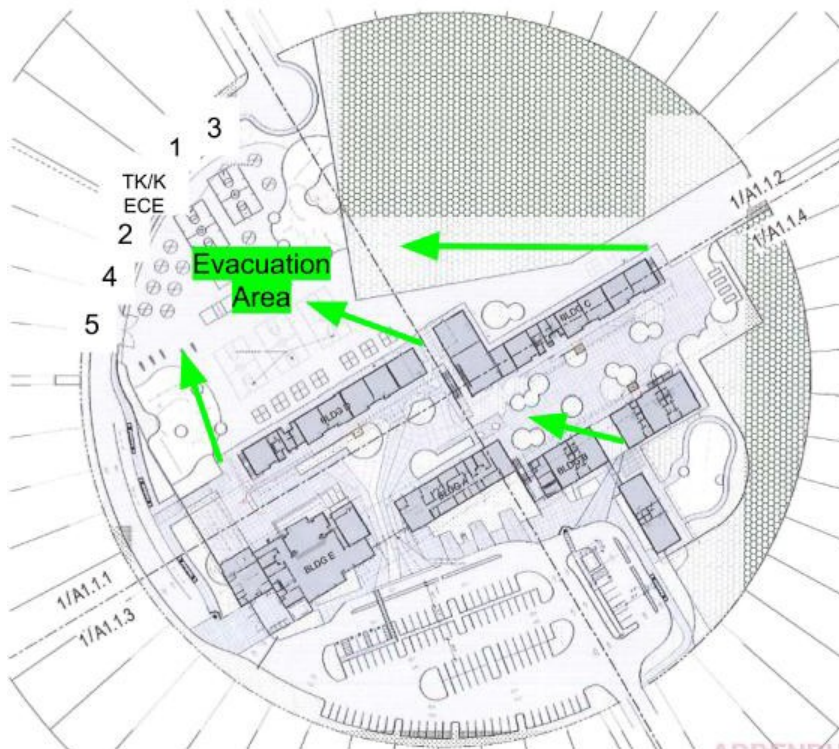 3
1
TK/K
ECE
2
4
5
Evacuation
Area
1/A1.1.2
1/A1.1.4
BLDG C
BLDG D
BLDG B
BLDG A
BLDG E
1/A1.1.1
1/A1.1.3